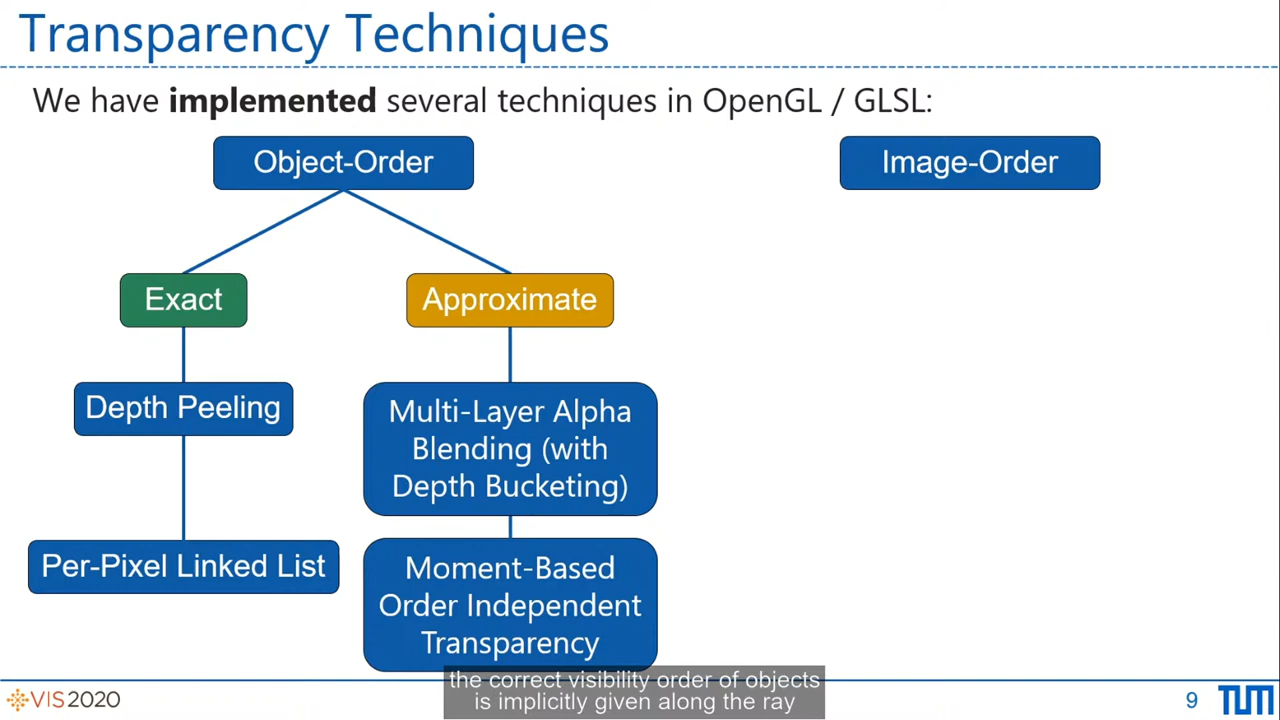 Transparency Techniques
We have implemented several techniques in OpenGL / GLSL:
Object-Order
Image-Order
Exact
Approximate
Depth Peeling
Multi-Layer Alpha
Blending (with
Depth Bucketing)
Per-Pixel Linked List
Moment-Based
Order Independent
Transparency
the correct visibility order of objects
is implicitly given along the ray
VIS2020
9
TUM